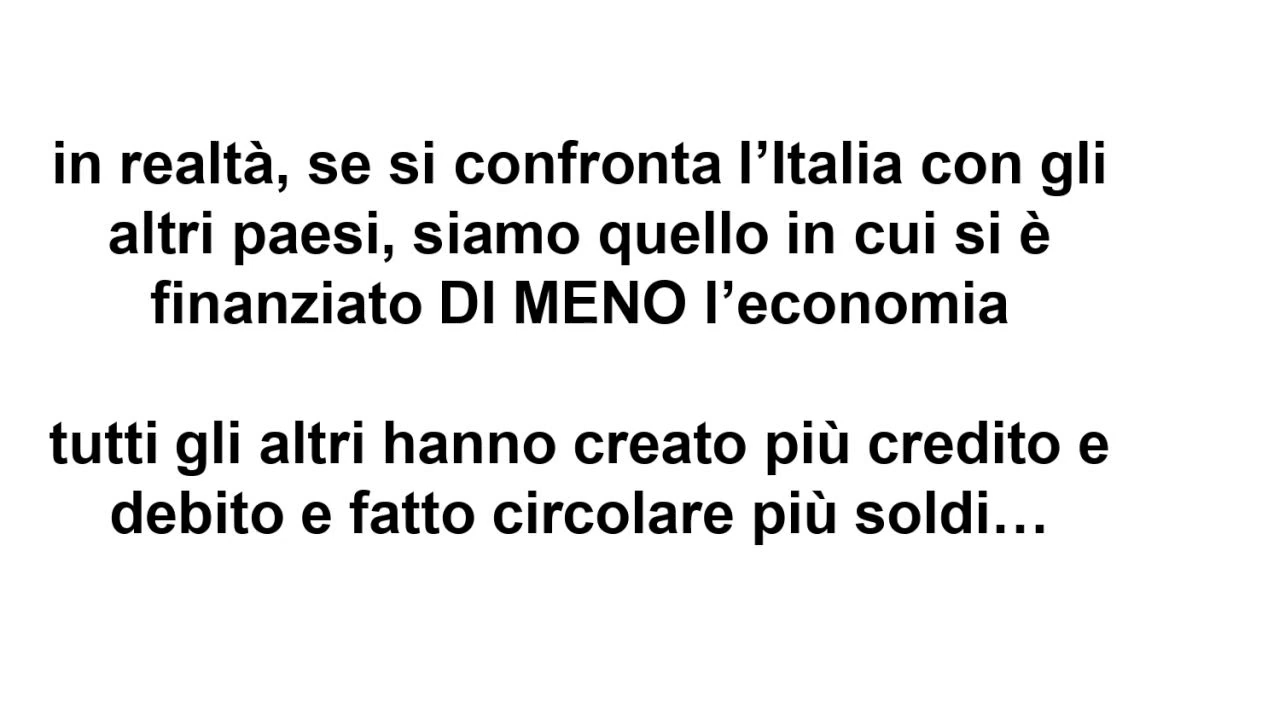 in realtà, se si confronta l’Italia con gli
altri paesi, siamo quello in cui si è
finanziato DI MENO l’economia
tutti gli altri hanno creato più credito e
debito e fatto circolare più soldi…